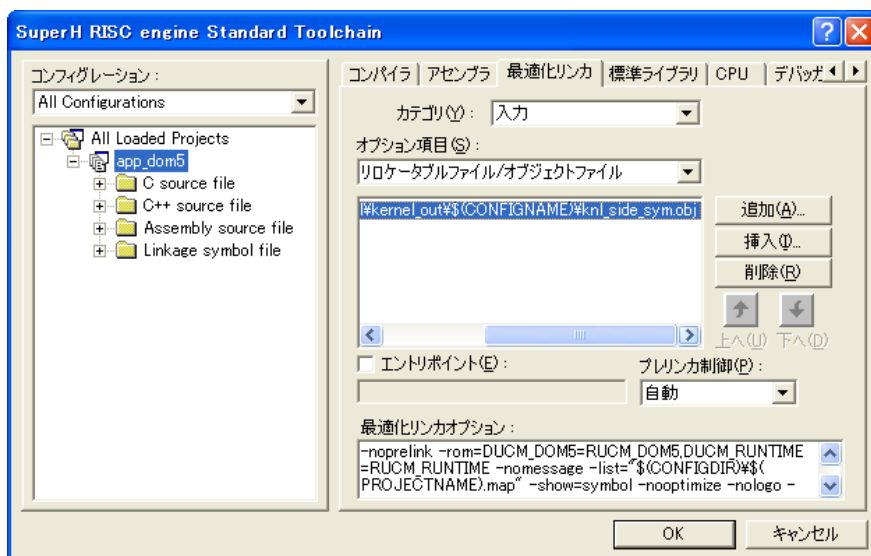 SuperH RISC engine Standard Toolchain
コンフィグレーション :
All Configurations
All Loaded Projects
app_dom5
C source file
C++ source file
Assembly source file
Linkage symbol file
コンパイラ アセンブラ 最適化リンカ 標準ライブラリ CPU デバッガ
カテゴリ(Y) : 入力
オプション項目(S) :
リロケータブルファイル/オブジェクトファイル
l¥kernel_out¥$(CONFIGNAME)¥knl_side_sym.obj
追加(A)...
挿入(I)...
削除(R)
上へ(U) 下へ(D)
エントリポイント(E) :
プレリンカ制御(P) :
自動
最適化リンカオプション :
-noprelink -rom=DUCM_DOM5=RUCM_DOM5,DUCM_RUNTIME
=RUCM_RUNTIME -nomessage -list="$(CONFIGDIR)¥$(
PROJECTNAME).map" -show=symbol -nooptimize -nologo -
OK
キャンセル